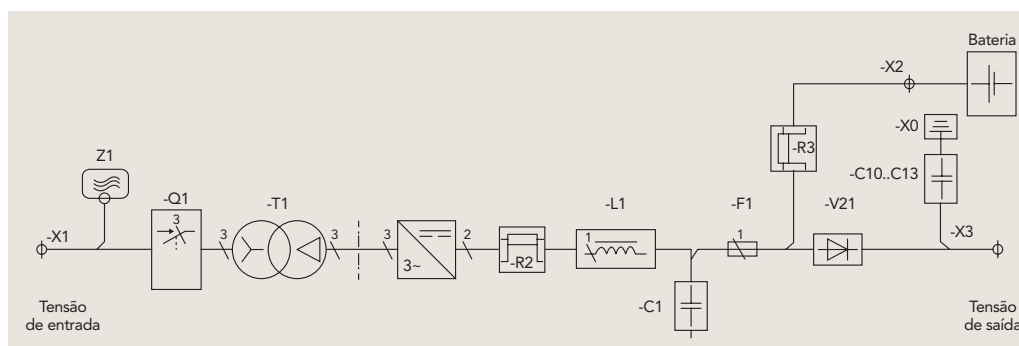 Bateria
-X2
-X0
-R3
Z1
-C10..C13
-Q1
-T1
-L1
-F1
-V21
3
-X1
3
3
3
2
1
1
-X3
3~
-R2
-C1
Tensão
de entrada
Tensão
de saída